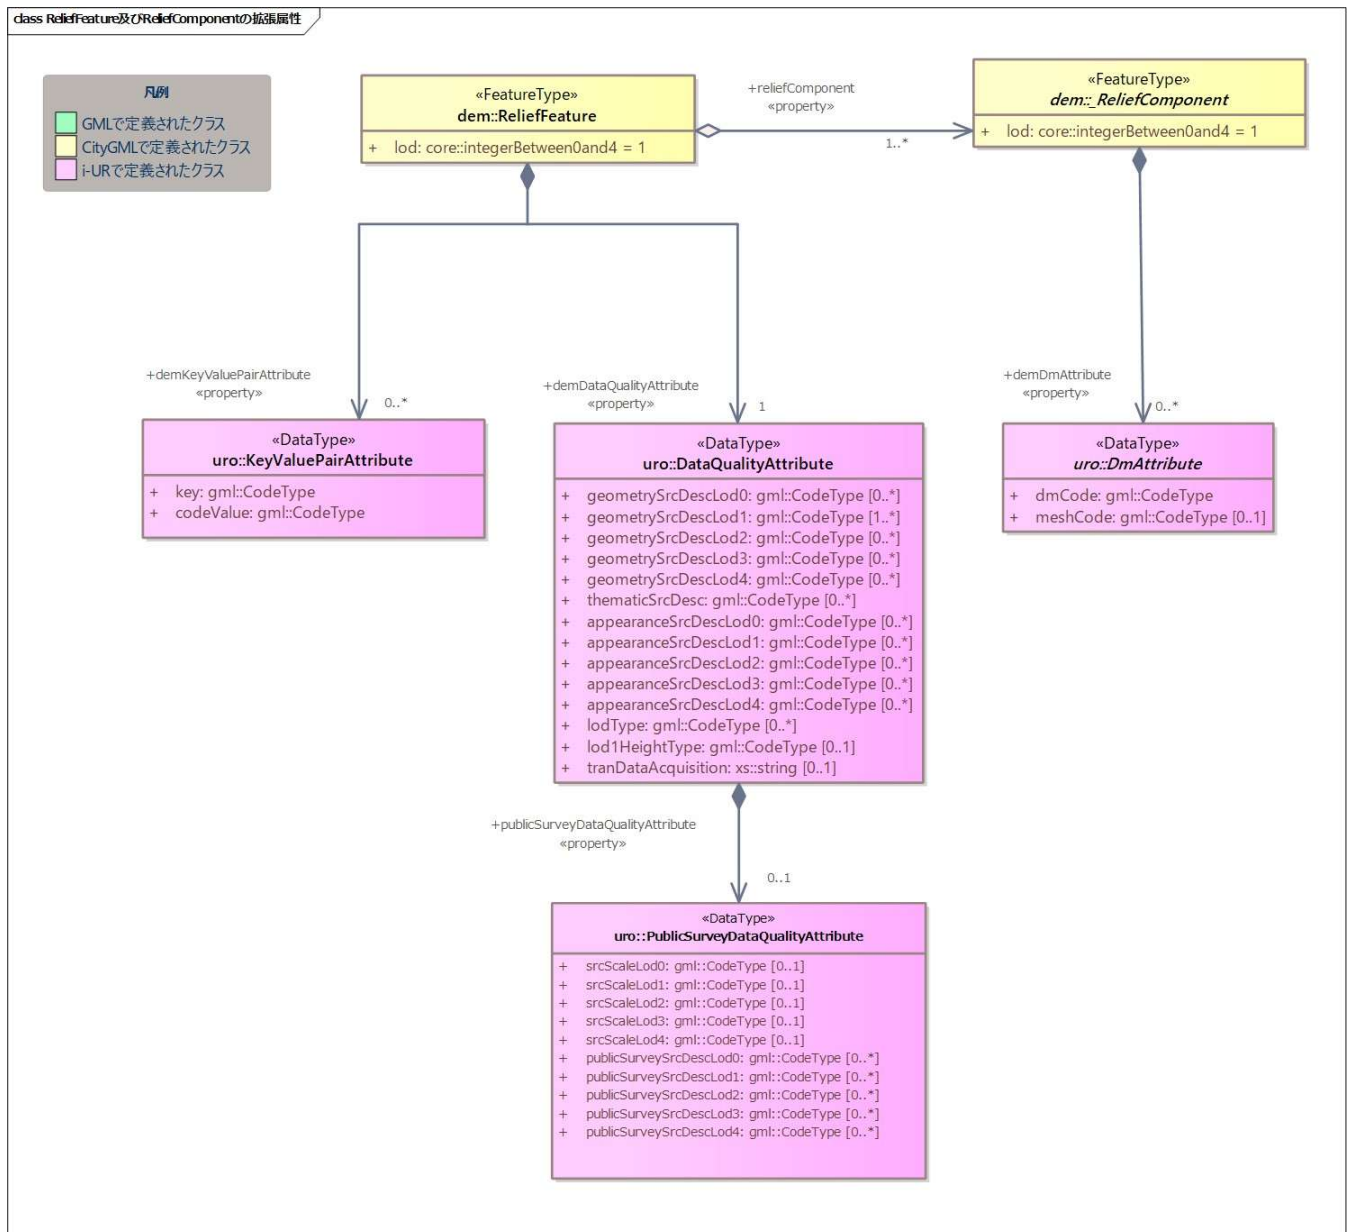 class ReliefFeature及びReliefComponentの拡張属性
凡例
GMLで定義されたクラス
CityGMLで定義されたクラス
i-URで定義されたクラス
«FeatureType»
dem::ReliefFeature
+ lod: core::integerBetween0and4 = 1
+reliefComponent
«property»
1..*
«FeatureType»
dem::_ReliefComponent
+ lod: core::integerBetween0and4 = 1
+demKeyValuePairAttribute
«property»
0..*
+demDataQualityAttribute
«property»
1
+demDmAttribute
«property»
0..*
«DataType»
uro::KeyValuePairAttribute
+ key: gml::CodeType
+ codeValue: gml::CodeType
«DataType»
uro::DataQualityAttribute
+ geometrySrcDescLod0: gml::CodeType [0..*]
+ geometrySrcDescLod1: gml::CodeType [1..*]
+ geometrySrcDescLod2: gml::CodeType [0..*]
+ geometrySrcDescLod3: gml::CodeType [0..*]
+ geometrySrcDescLod4: gml::CodeType [0..*]
+ thematicSrcDesc: gml::CodeType [0..*]
+ appearanceSrcDescLod0: gml::CodeType [0..*]
+ appearanceSrcDescLod1: gml::CodeType [0..*]
+ appearanceSrcDescLod2: gml::CodeType [0..*]
+ appearanceSrcDescLod3: gml::CodeType [0..*]
+ appearanceSrcDescLod4: gml::CodeType [0..*]
+ lodType: gml::CodeType [0..*]
+ lod1HeightType: gml::CodeType [0..1]
+ tranDataAcquisition: xs::string [0..1]
«DataType»
uro::DmAttribute
+ dmCode: gml::CodeType
+ meshCode: gml::CodeType [0..1]
+publicSurveyDataQualityAttribute
«property»
0..1
«DataType»
uro::PublicSurveyDataQualityAttribute
+ srcScaleLod0: gml::CodeType [0..1]
+ srcScaleLod1: gml::CodeType [0..1]
+ srcScaleLod2: gml::CodeType [0..1]
+ srcScaleLod3: gml::CodeType [0..1]
+ srcScaleLod4: gml::CodeType [0..1]
+ publicSurveySrcDescLod0: gml::CodeType [0..*]
+ publicSurveySrcDescLod1: gml::CodeType [0..*]
+ publicSurveySrcDescLod2: gml::CodeType [0..*]
+ publicSurveySrcDescLod3: gml::CodeType [0..*]
+ publicSurveySrcDescLod4: gml::CodeType [0..*]